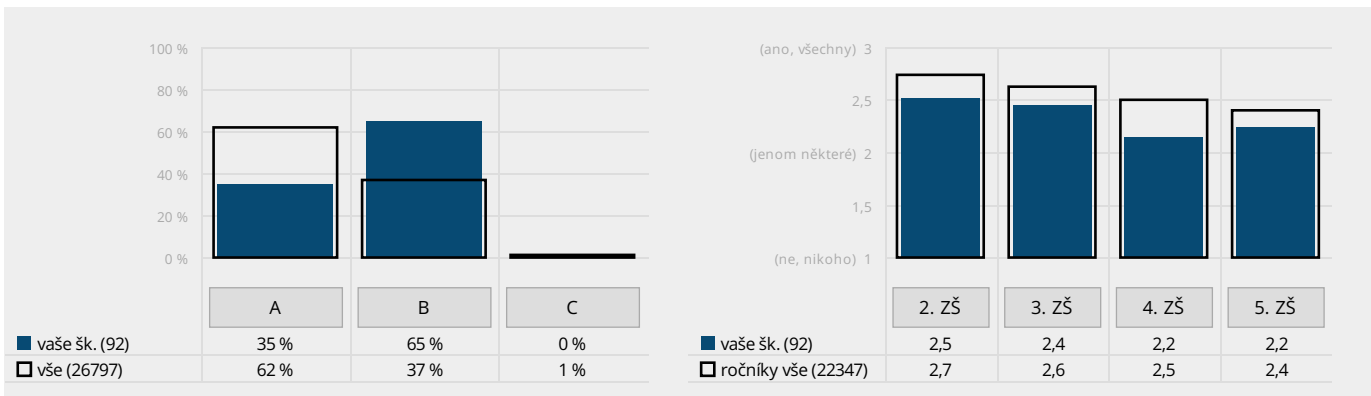 100 %
80 %
60 %
40 %
20 %
0 %
A B C
vaše šk. (92) 35 % 65 % 0 %
vše (26797) 62 % 37 % 1 %
(ano, všechny) 3
2,5
(jenom některé) 2
1,5
(ne, nikoho) 1
2. ZŠ 3. ZŠ 4. ZŠ 5. ZŠ
vaše šk. (92) 2,5 2,4 2,2 2,2
ročníky vše (22347) 2,7 2,6 2,5 2,4